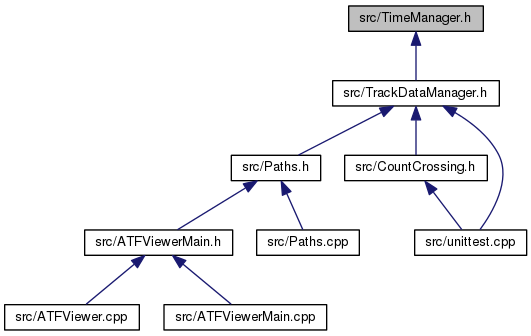 src/TimeManager.h
src/TrackDataManager.h
src/Paths.h
src/CountCrossing.h
src/ATFViewerMain.h
src/Paths.cpp
src/unittest.cpp
src/ATFViewer.cpp
src/ATFViewerMain.cpp